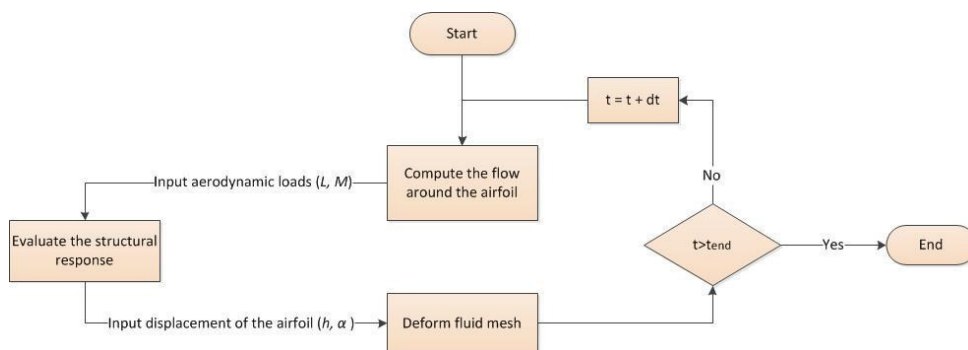 Start
t = t + dt
Compute the flow
around the airfoil
No
Input aerodynamic loads (L, M)
Evaluate the structural
response
t>tend
Yes
End
Input displacement of the airfoil (h, α )
Deform fluid mesh